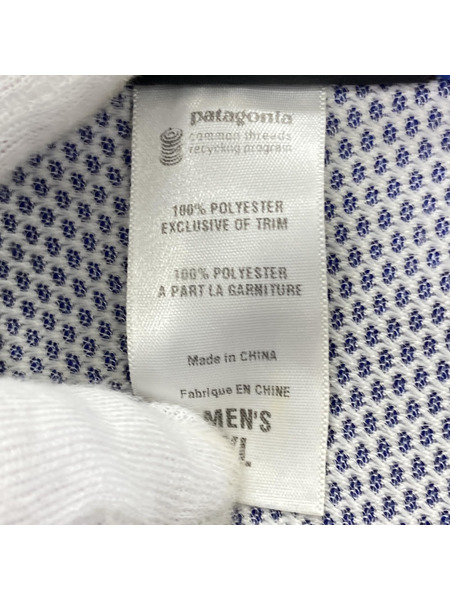 patagonia
common threads
recycling program
100% POLYESTER
EXCLUSIVE OF TRIM
100% POLYESTER
A PART LA GARNITURE
Made in CHINA
Fabrique EN CHINE
MEN'S